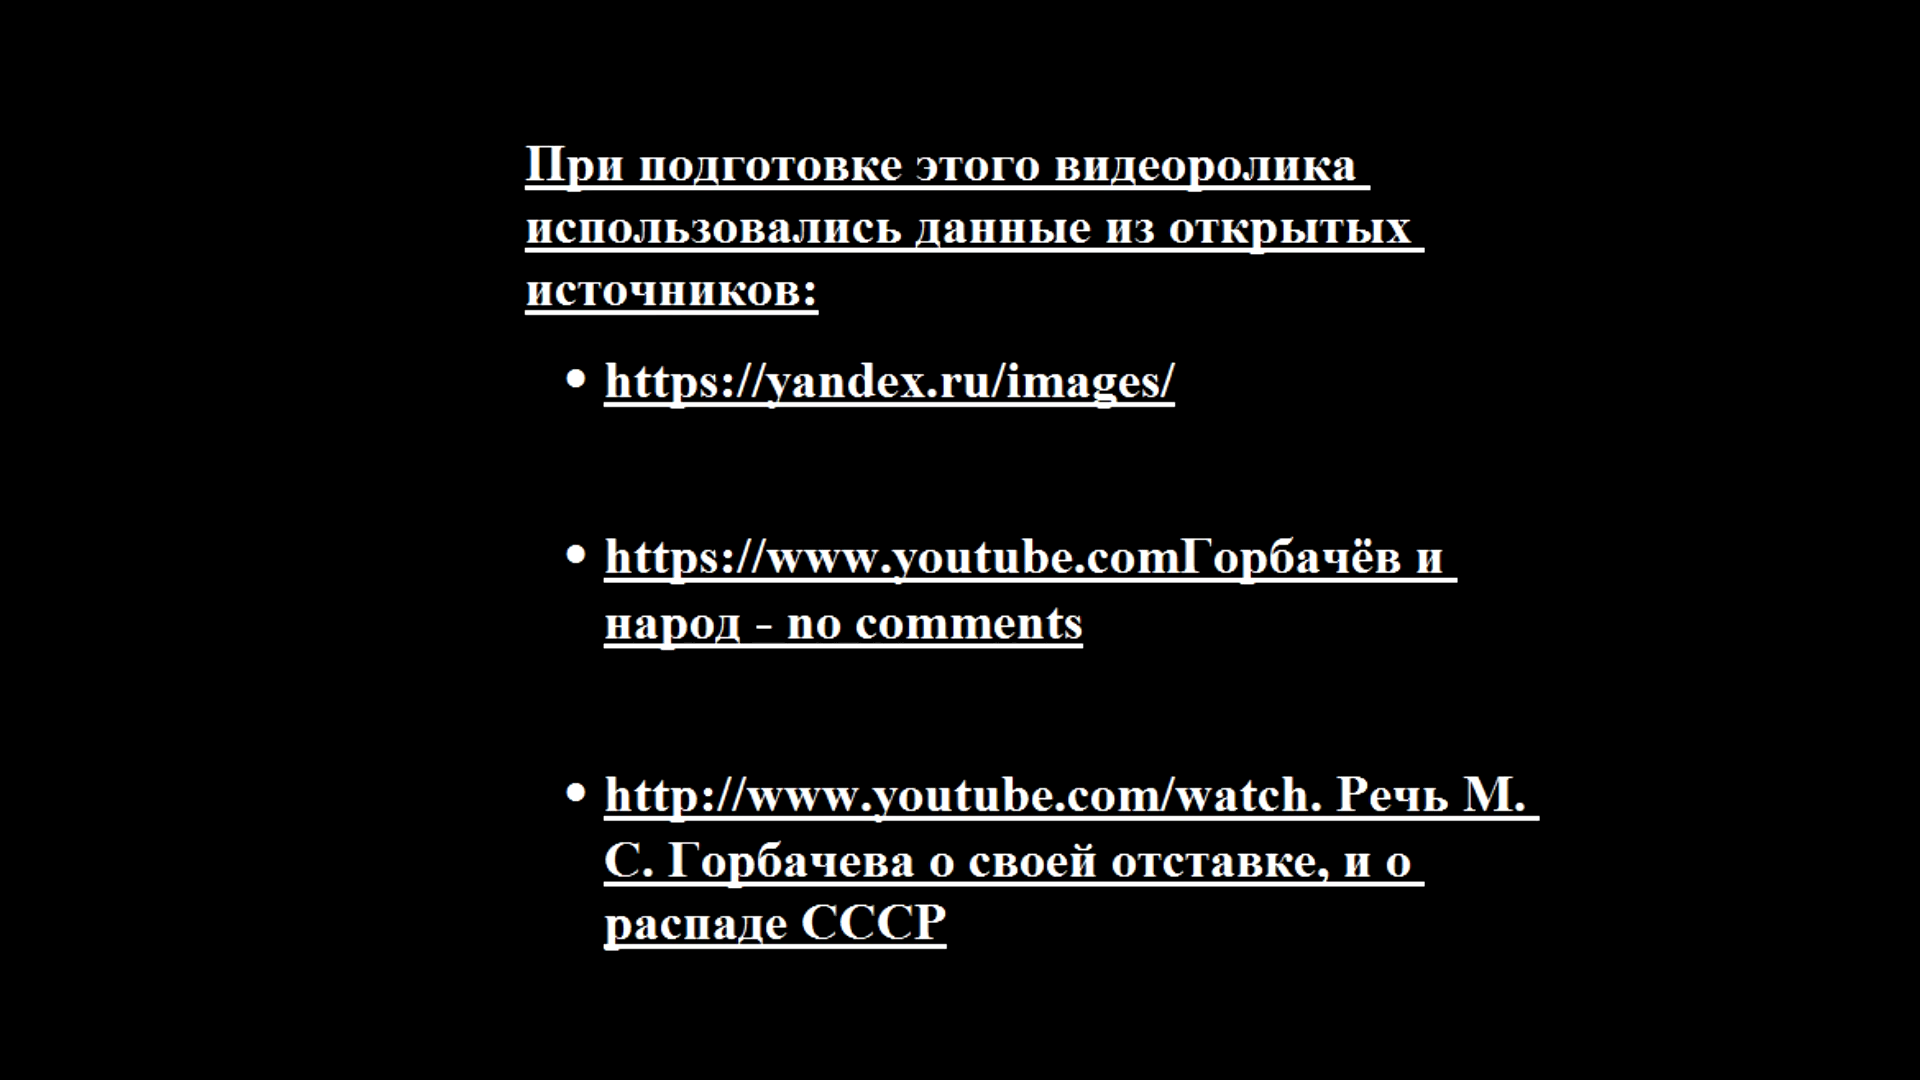 При подготовке этого видеоролика
использовались данные из открытых
источников:
• https://yandex.ru/images/
• https://www.youtube.comГорбачёв и
народ - no comments
• http://www.youtube.com/watch. Речь М.
С. Горбачева о своей отставке, и о
распаде СССР